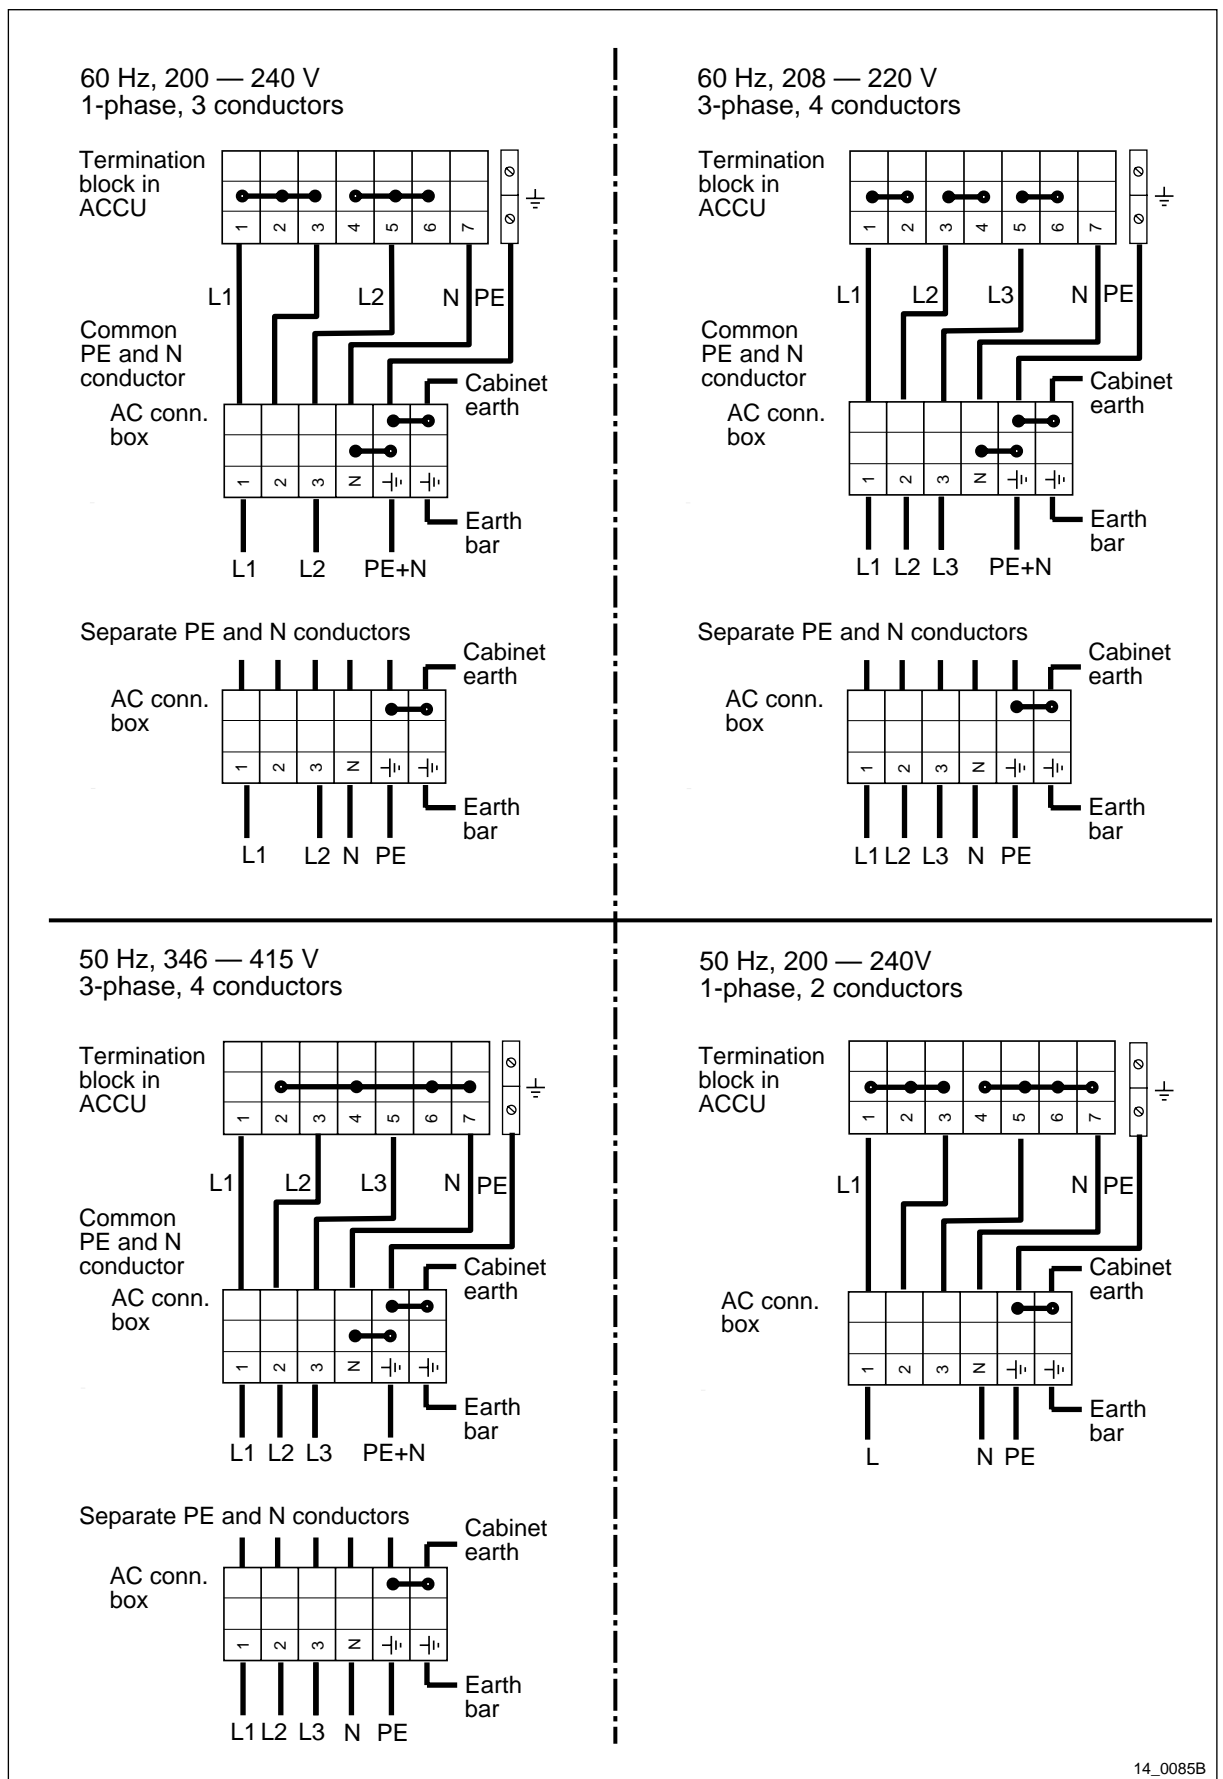 60 Hz, 200 — 240 V
1-phase, 3 conductors
Termination
block in
ACCU
1 2 3 4 5 6 7
L1 L2 N PE
Common
PE and N
conductor
Cabinet
earth
AC conn.
box
1 2 3 N
Earth
bar
L1 L2 PE+N
Separate PE and N conductors
Cabinet
earth
AC conn.
box
1 2 3 N
Earth
bar
L1 L2 N PE
60 Hz, 208 — 220 V
3-phase, 4 conductors
Termination
block in
ACCU
1 2 3 4 5 6 7
L1 L2 L3 N PE
Common
PE and N
conductor
Cabinet
earth
AC conn.
box
1 2 3 N
Earth
bar
L1 L2 L3 PE+N
Separate PE and N conductors
Cabinet
earth
AC conn.
box
1 2 3 N
Earth
bar
L1 L2 L3 N PE
50 Hz, 346 — 415 V
3-phase, 4 conductors
Termination
block in
ACCU
1 2 3 4 5 6 7
L1 L2 L3 N PE
Common
PE and N
conductor
Cabinet
earth
AC conn.
box
1 2 3 N
Earth
bar
L1 L2 L3 PE+N
Separate PE and N conductors
Cabinet
earth
AC conn.
box
1 2 3 N
Earth
bar
L1 L2 L3 N PE
50 Hz, 200 — 240V
1-phase, 2 conductors
Termination
block in
ACCU
1 2 3 4 5 6 7
L1 N PE
Cabinet
earth
AC conn.
box
1 2 3 N
Earth
bar
L N PE
14_0085B